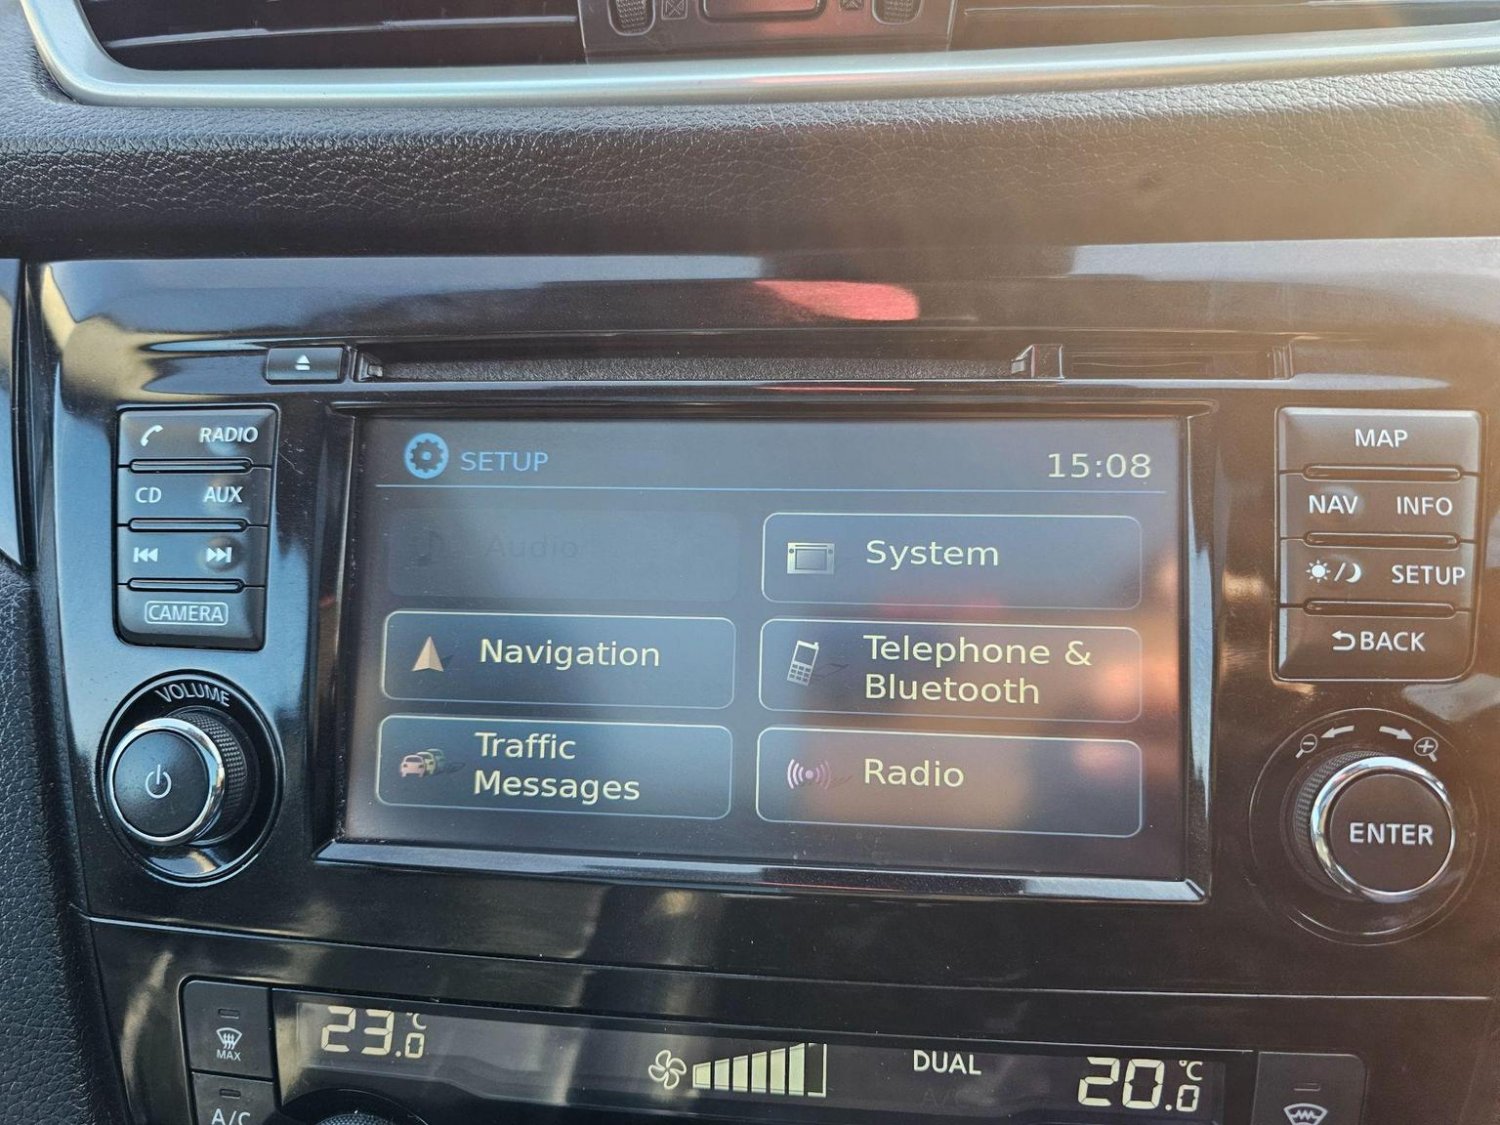 RADIO
CD AUX
CAMERA
VOLUME
SETUP 15:08
Audio
System
Navigation
Telephone &
Bluetooth
Traffic
Messages
Radio
MAP
NAV INFO
SETUP
BACK
ENTER
MAX
A/C
23.0 °C
DUAL
20.0 °C